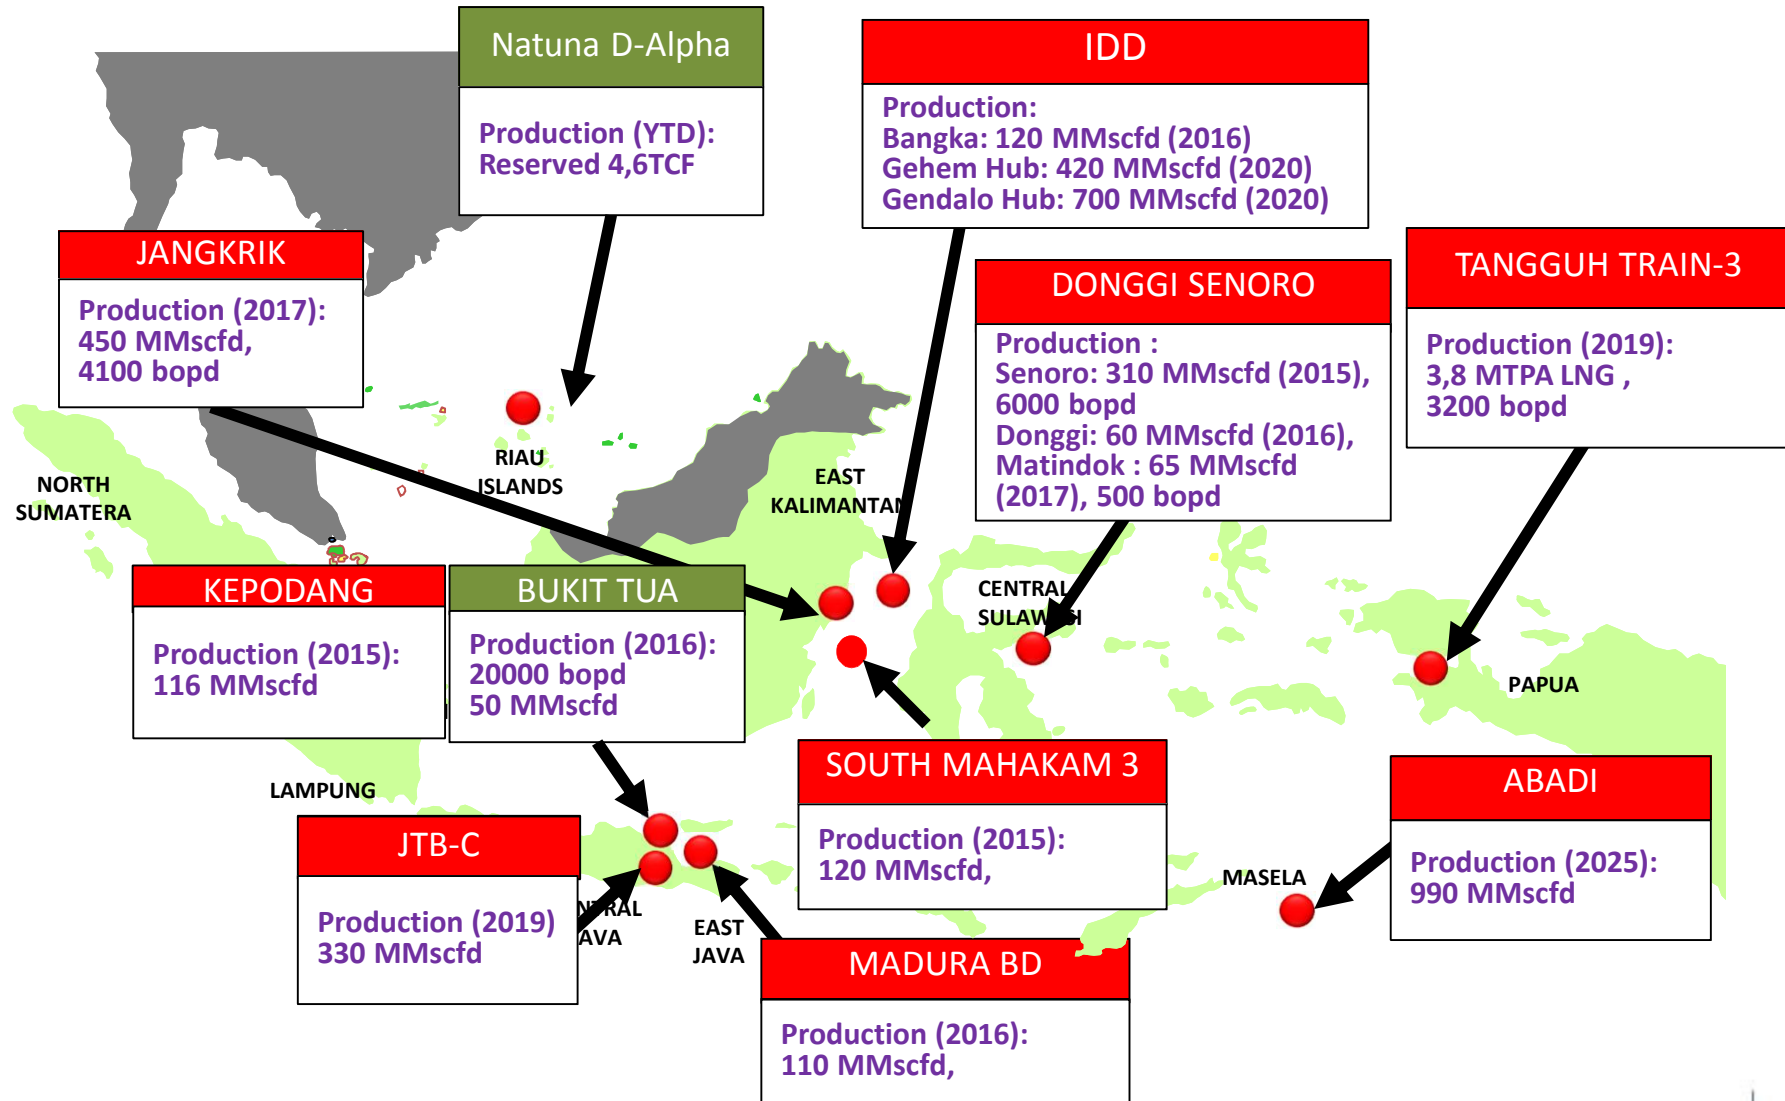 Natuna D-Alpha
Production (YTD):
Reserved 4,6TCF
IDD
Production:
Bangka: 120 MMscfd (2016)
Gehem Hub: 420 MMscfd (2020)
Gendalo Hub: 700 MMscfd (2020)
JANGKRIK
Production (2017):
450 MMscfd,
4100 bopd
DONGGI SENORO
Production :
Senoro: 310 MMscfd (2015),
6000 bopd
Donggi: 60 MMscfd (2016),
Matindok : 65 MMscfd
(2017), 500 bopd
TANGGUH TRAIN-3
Production (2019):
3,8 MTPA LNG ,
3200 bopd
NORTH
SUMATERA
RIAU
ISLANDS
EAST
KALIMANTAN
CENTRAL
SULAWESI
PAPUA
KEPODANG
Production (2015):
116 MMscfd
BUKIT TUA
Production (2016):
20000 bopd
50 MMscfd
LAMPUNG
JTB-C
Production (2019)
330 MMscfd
NTRAL
AVA
EAST
JAVA
SOUTH MAHAKAM 3
Production (2015):
120 MMscfd,
MADURA BD
Production (2016):
110 MMscfd,
MASELA
ABADI
Production (2025):
990 MMscfd